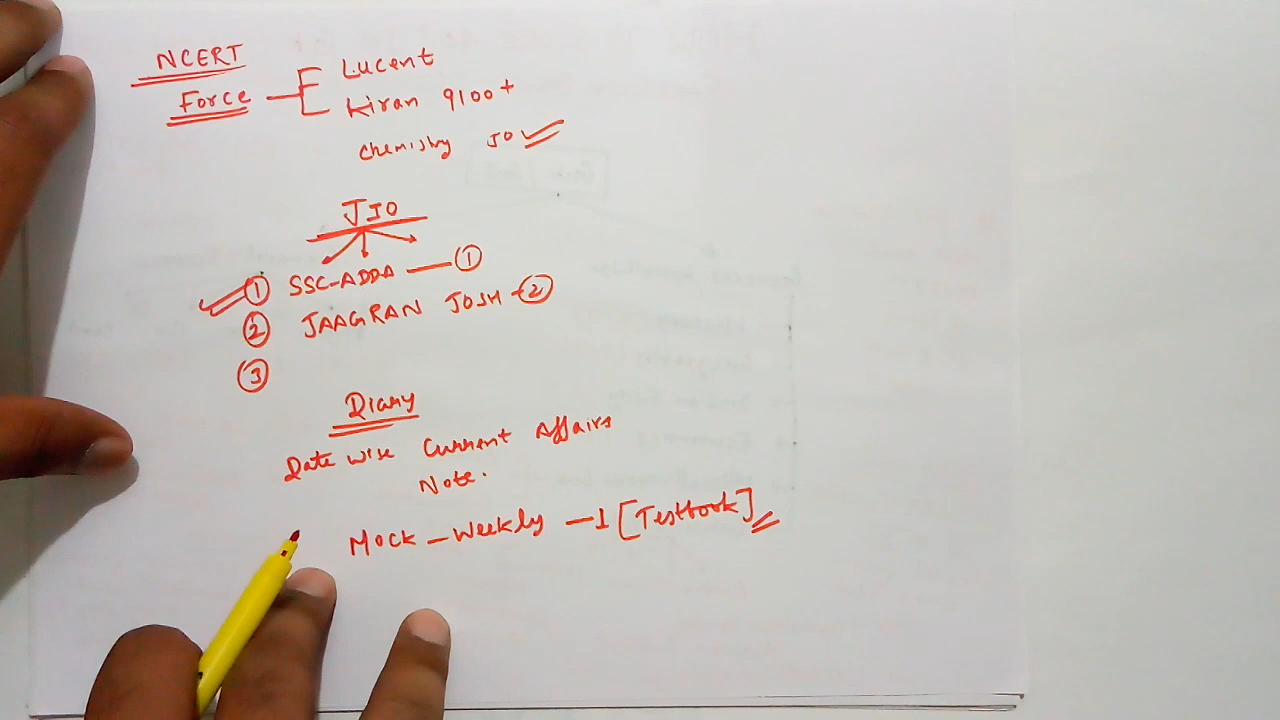 NCERT
Force — Lucent
Kiran 9100+
Chemistry 50
JIO
① SSC-ADDA — ①
② JAAGRAN JOSH - ②
③
Diary
Date wise Current Affairs
Note.
Mock - Weekly - 1 [Testbook]